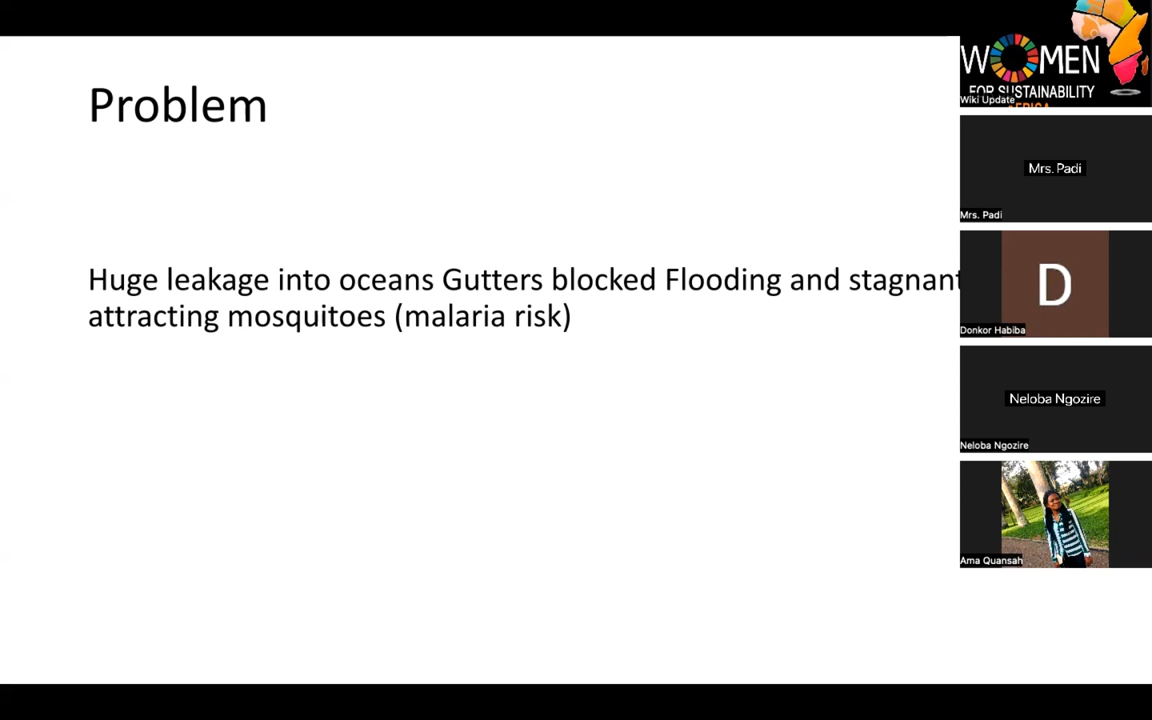 Problem
Huge leakage into oceans Gutters blocked Flooding and stagnant
attracting mosquitoes (malaria risk)
WOMEN
FOR SUSTAINABILITY
AFRICA
Wiki Update
Mrs. Padi
Mrs. Padi
D
Donkor Habiba
Neloba Ngozire
Neloba Ngozire
Ama Quansah